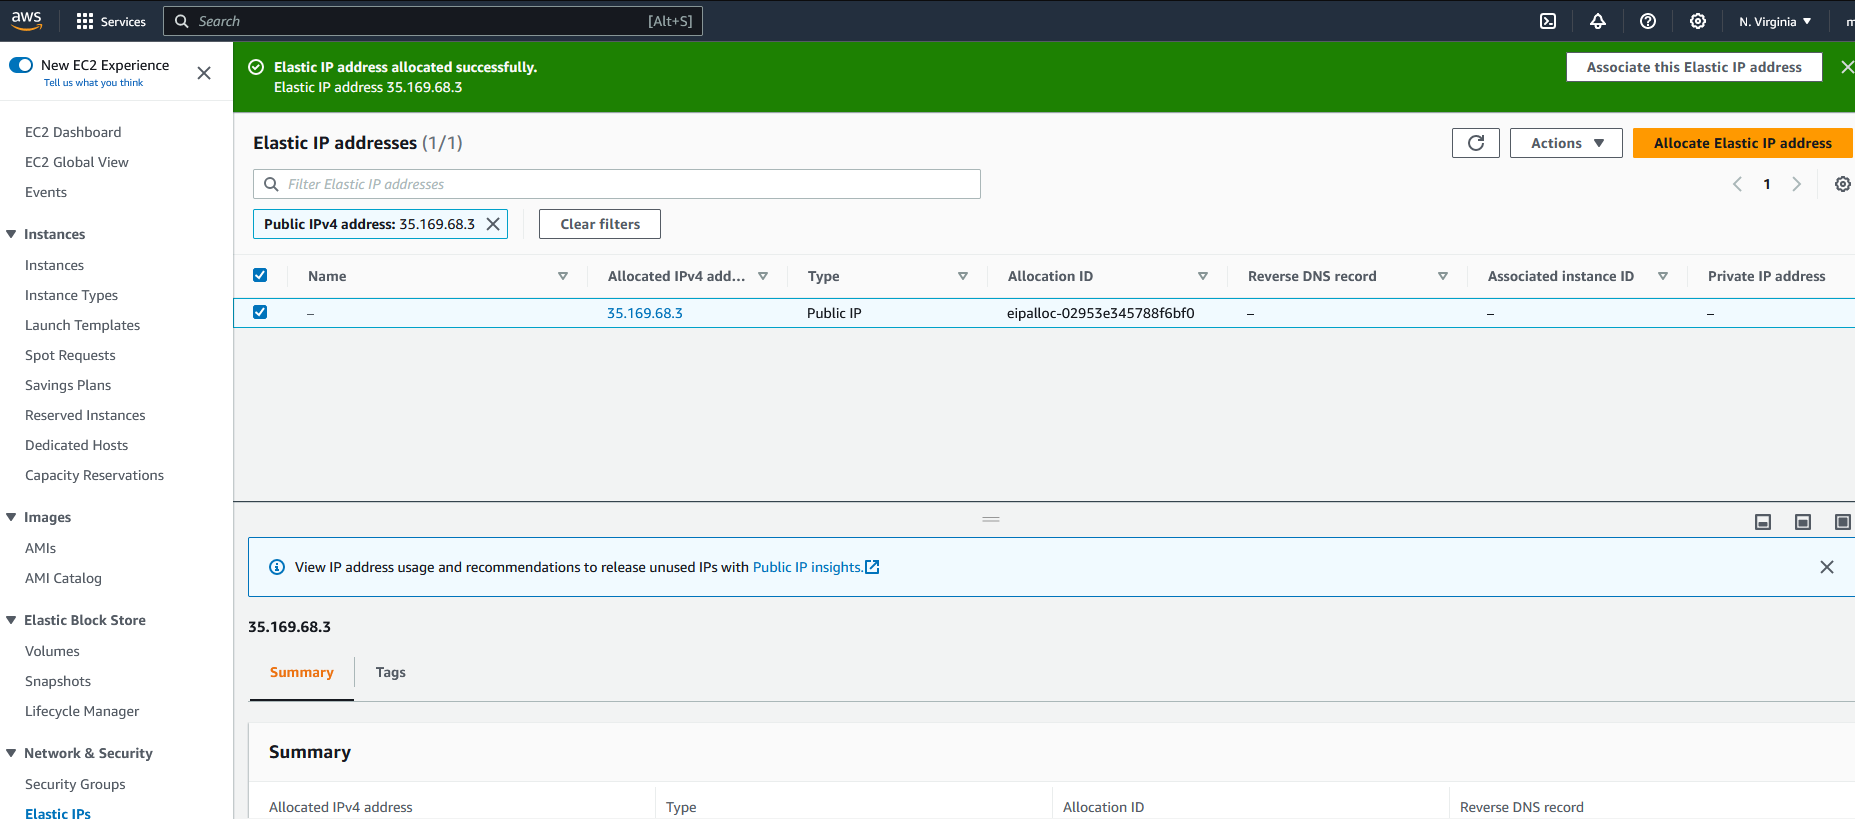 aws
Services
Search
[Alt+S]
N. Virginia
New EC2 Experience
Tell us what you think
EC2 Dashboard
EC2 Global View
Events
Instances
Instances
Instance Types
Launch Templates
Spot Requests
Savings Plans
Reserved Instances
Dedicated Hosts
Capacity Reservations
Images
AMIs
AMI Catalog
Elastic Block Store
Volumes
Snapshots
Lifecycle Manager
Network & Security
Security Groups
Elastic IPs
Elastic IP address allocated successfully.
Elastic IP address 35.169.68.3
Associate this Elastic IP address
Elastic IP addresses (1/1)
Actions
Allocate Elastic IP address
Filter Elastic IP addresses
1
Public IPv4 address: 35.169.68.3
Clear filters
Name Allocated IPv4 add... Type Allocation ID Reverse DNS record Associated instance ID Private IP address
– 35.169.68.3 Public IP eipalloc-02953e345788f6bf0 – – –
View IP address usage and recommendations to release unused IPs with Public IP insights.
35.169.68.3
Summary Tags
Summary
Allocated IPv4 address Type Allocation ID Reverse DNS record